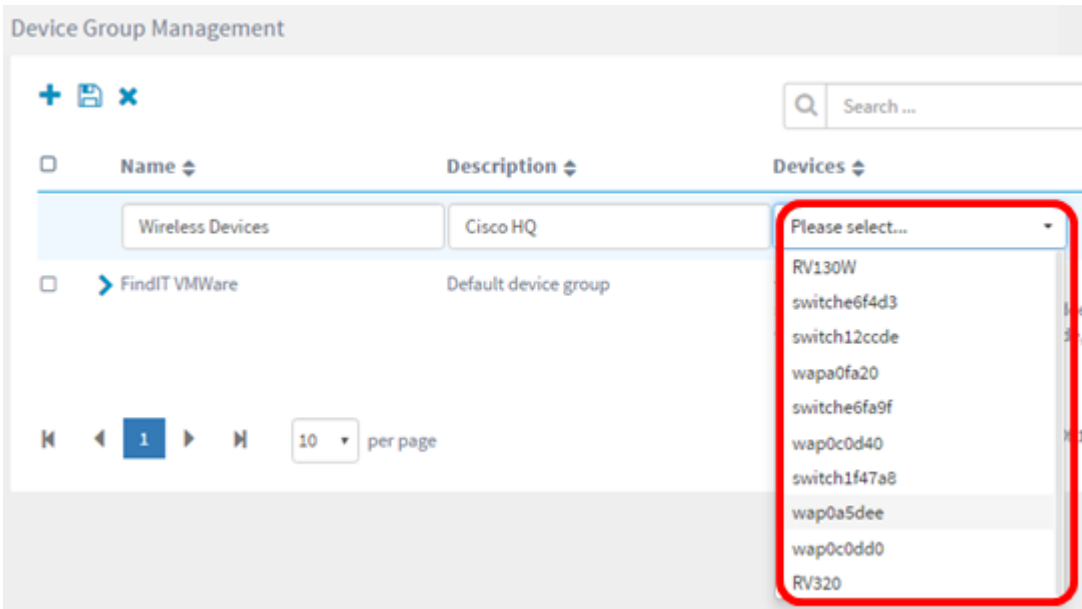 Device Group Management
Search ...
Name Description Devices
Wireless Devices Cisco HQ Please select...
RV130W
FindIT VMWare Default device group
switche6f4d3
switch12ccde
wapa0fa20
switche6fa9f
1 10 per page
wap0c0d40
switch1f47a8
wap0a5dee
wap0c0dd0
RV320